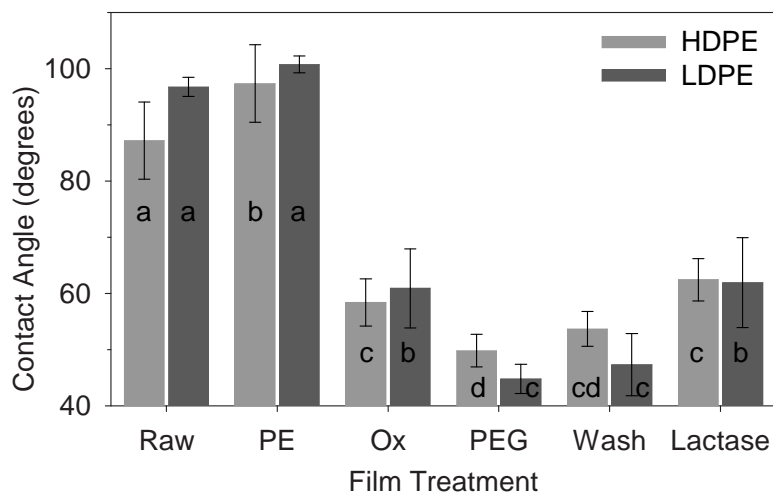 HDPE
LDPE
Contact Angle (degrees)
100
80
60
40
a a b a c b d c cd c c b
Raw PE Ox PEG Wash Lactase
Film Treatment